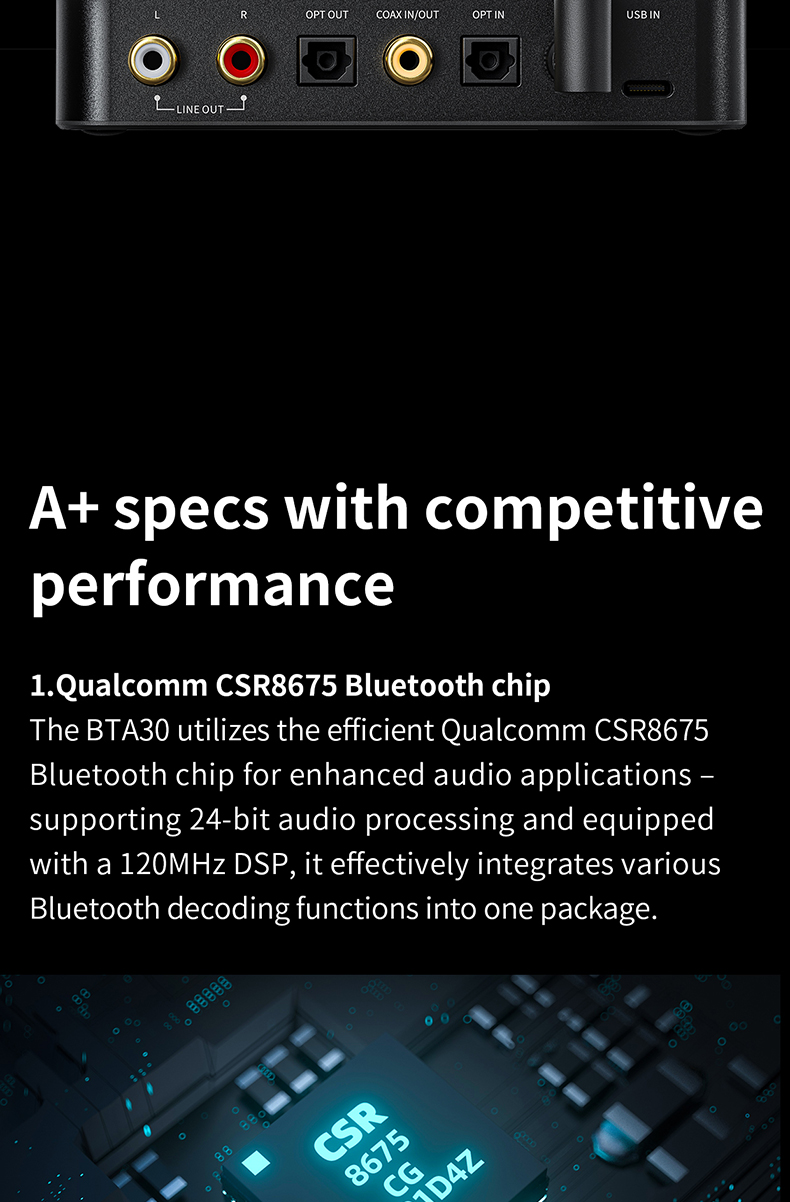 L R OPT OUT COAX IN/OUT OPT IN USB IN
LINE OUT
A+ specs with competitive
performance
1.Qualcomm CSR8675 Bluetooth chip
The BTA30 utilizes the efficient Qualcomm CSR8675
Bluetooth chip for enhanced audio applications –
supporting 24-bit audio processing and equipped
with a 120MHz DSP, it effectively integrates various
Bluetooth decoding functions into one package.
CSR
8675
CG
1D4Z